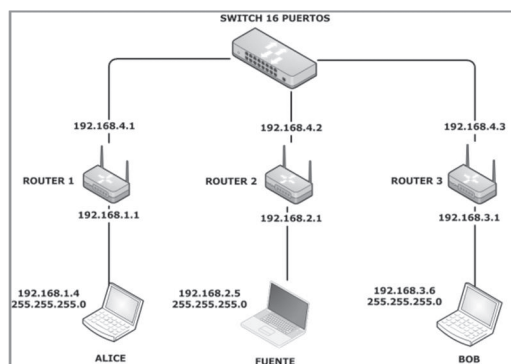 SWITCH 16 PUERTOS
192.168.4.1
192.168.4.2
192.168.4.3
ROUTER 1
ROUTER 2
ROUTER 3
192.168.1.1
192.168.2.1
192.168.3.1
192.168.1.4
255.255.255.0
192.168.2.5
255.255.255.0
192.168.3.6
255.255.255.0
ALICE
FUENTE
BOB